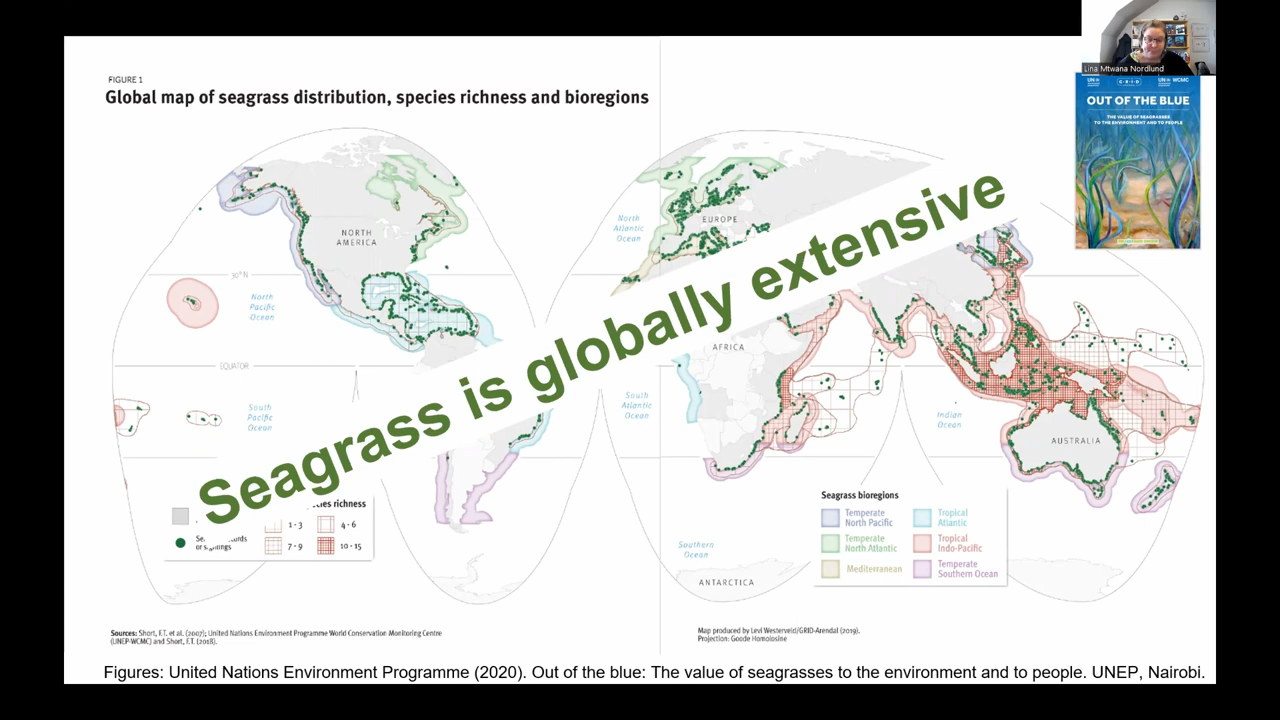 FIGURE 1
Global map of seagrass distribution, species richness and bioregions
Lina Mtwana Nordlund
OUT OF THE BLUE
THE VALUE OF SEAGRASSES
TO THE ENVIRONMENT AND TO PEOPLE
NORTH
AMERICA
North
Atlantic
Ocean
EUROPE
30°N
North
Pacific
Ocean
EQUATOR
AFRICA
South
Pacific
Ocean
South
Atlantic
Ocean
Indian
Ocean
AUSTRALIA
Seagrass is globally extensive
richness
1 - 3
4 - 6
7 - 9
10 - 15
Southern
Ocean
ANTARCTICA
Seagrass bioregions
Temperate
North Pacific
Tropical
Atlantic
Temperate
North Atlantic
Tropical
Indo-Pacific
Mediterranean
Temperate
Southern Ocean
Sources: Short, F.T. et al. (2007); United Nations Environment Programme World Conservation Monitoring Centre
(UNEP-WCMC) and Short, F.T. (2018).
Map produced by Levi Westerveld/GRID-Arendal (2019).
Projection: Goode Homolosine
Figures: United Nations Environment Programme (2020). Out of the blue: The value of seagrasses to the environment and to people. UNEP, Nairobi.